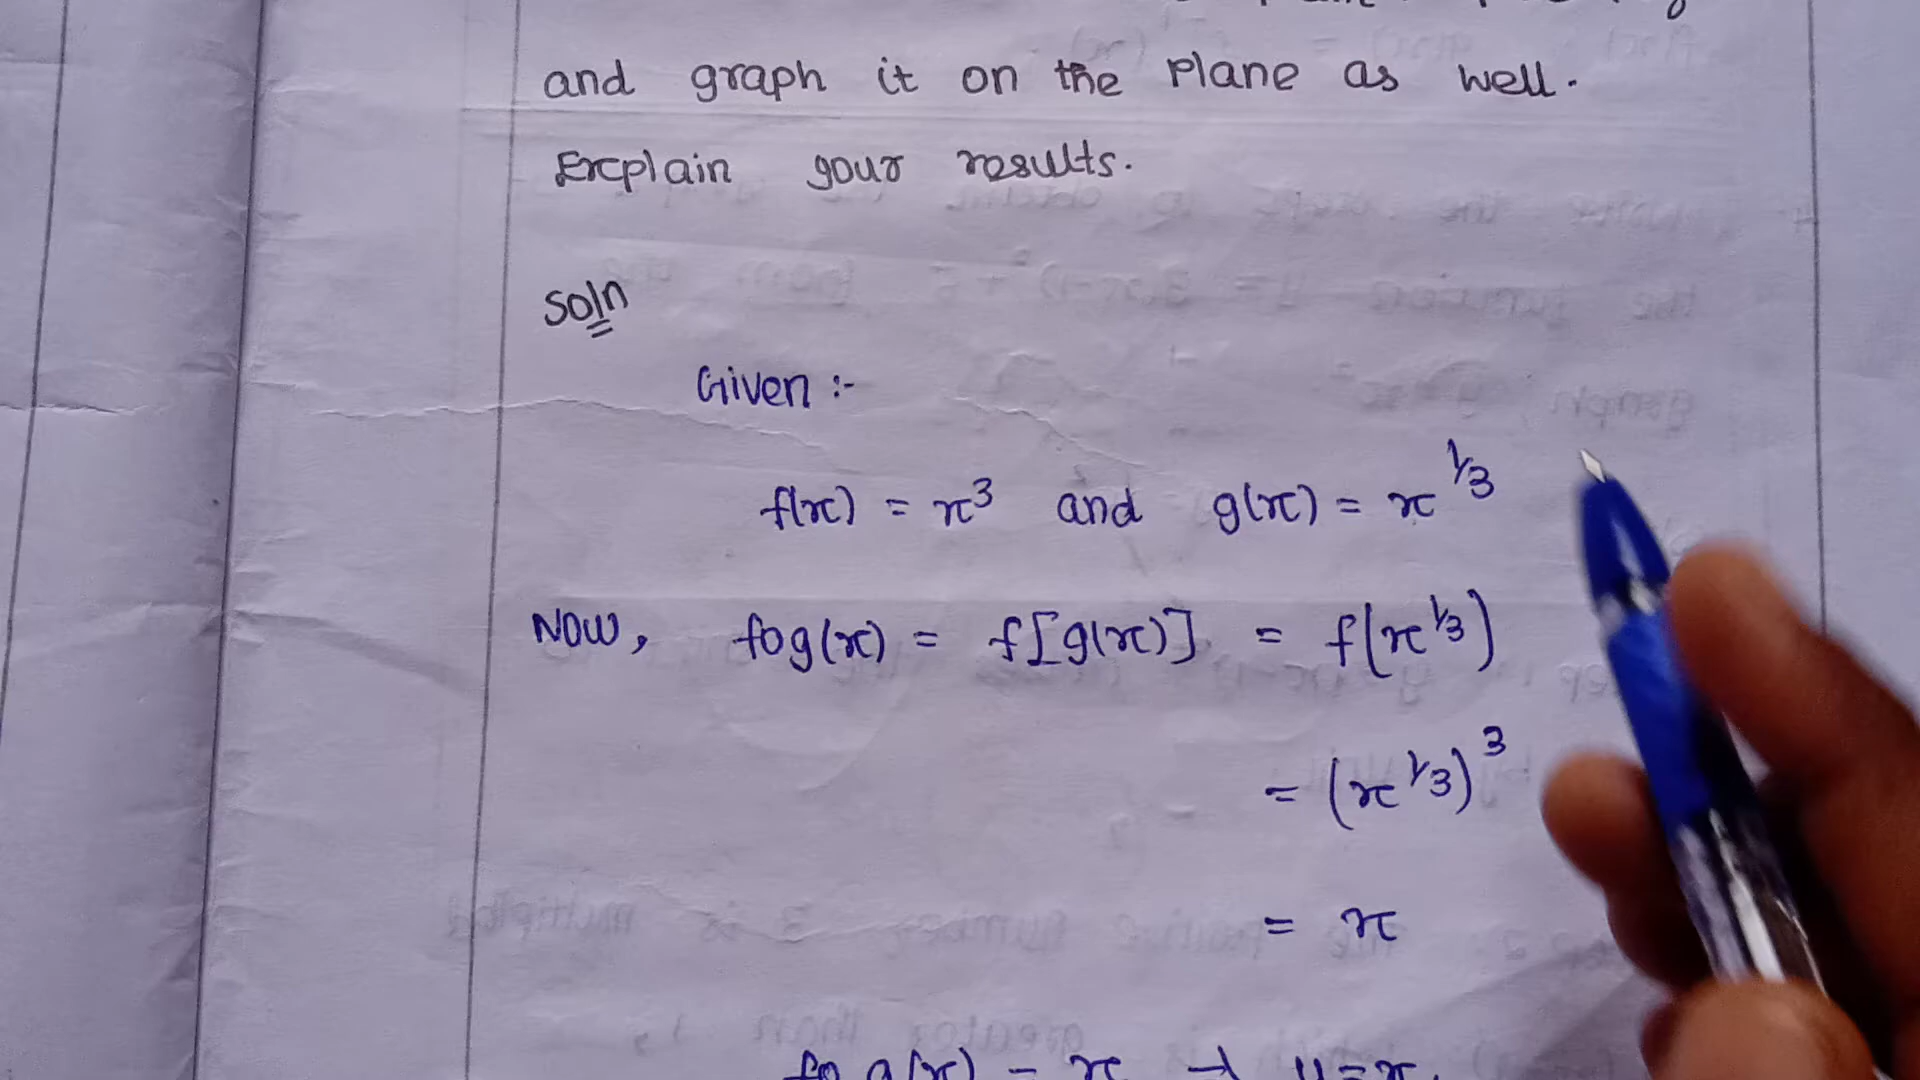 and graph it on the plane as well.
Explain your results.
Soln
Given :-
f(x) = x³ and g(x) = x^1/3
Now, fog(x) = f[g(x)] = f(x^1/3)
= (x^1/3)³
= x
fog(x) = x → y = x.